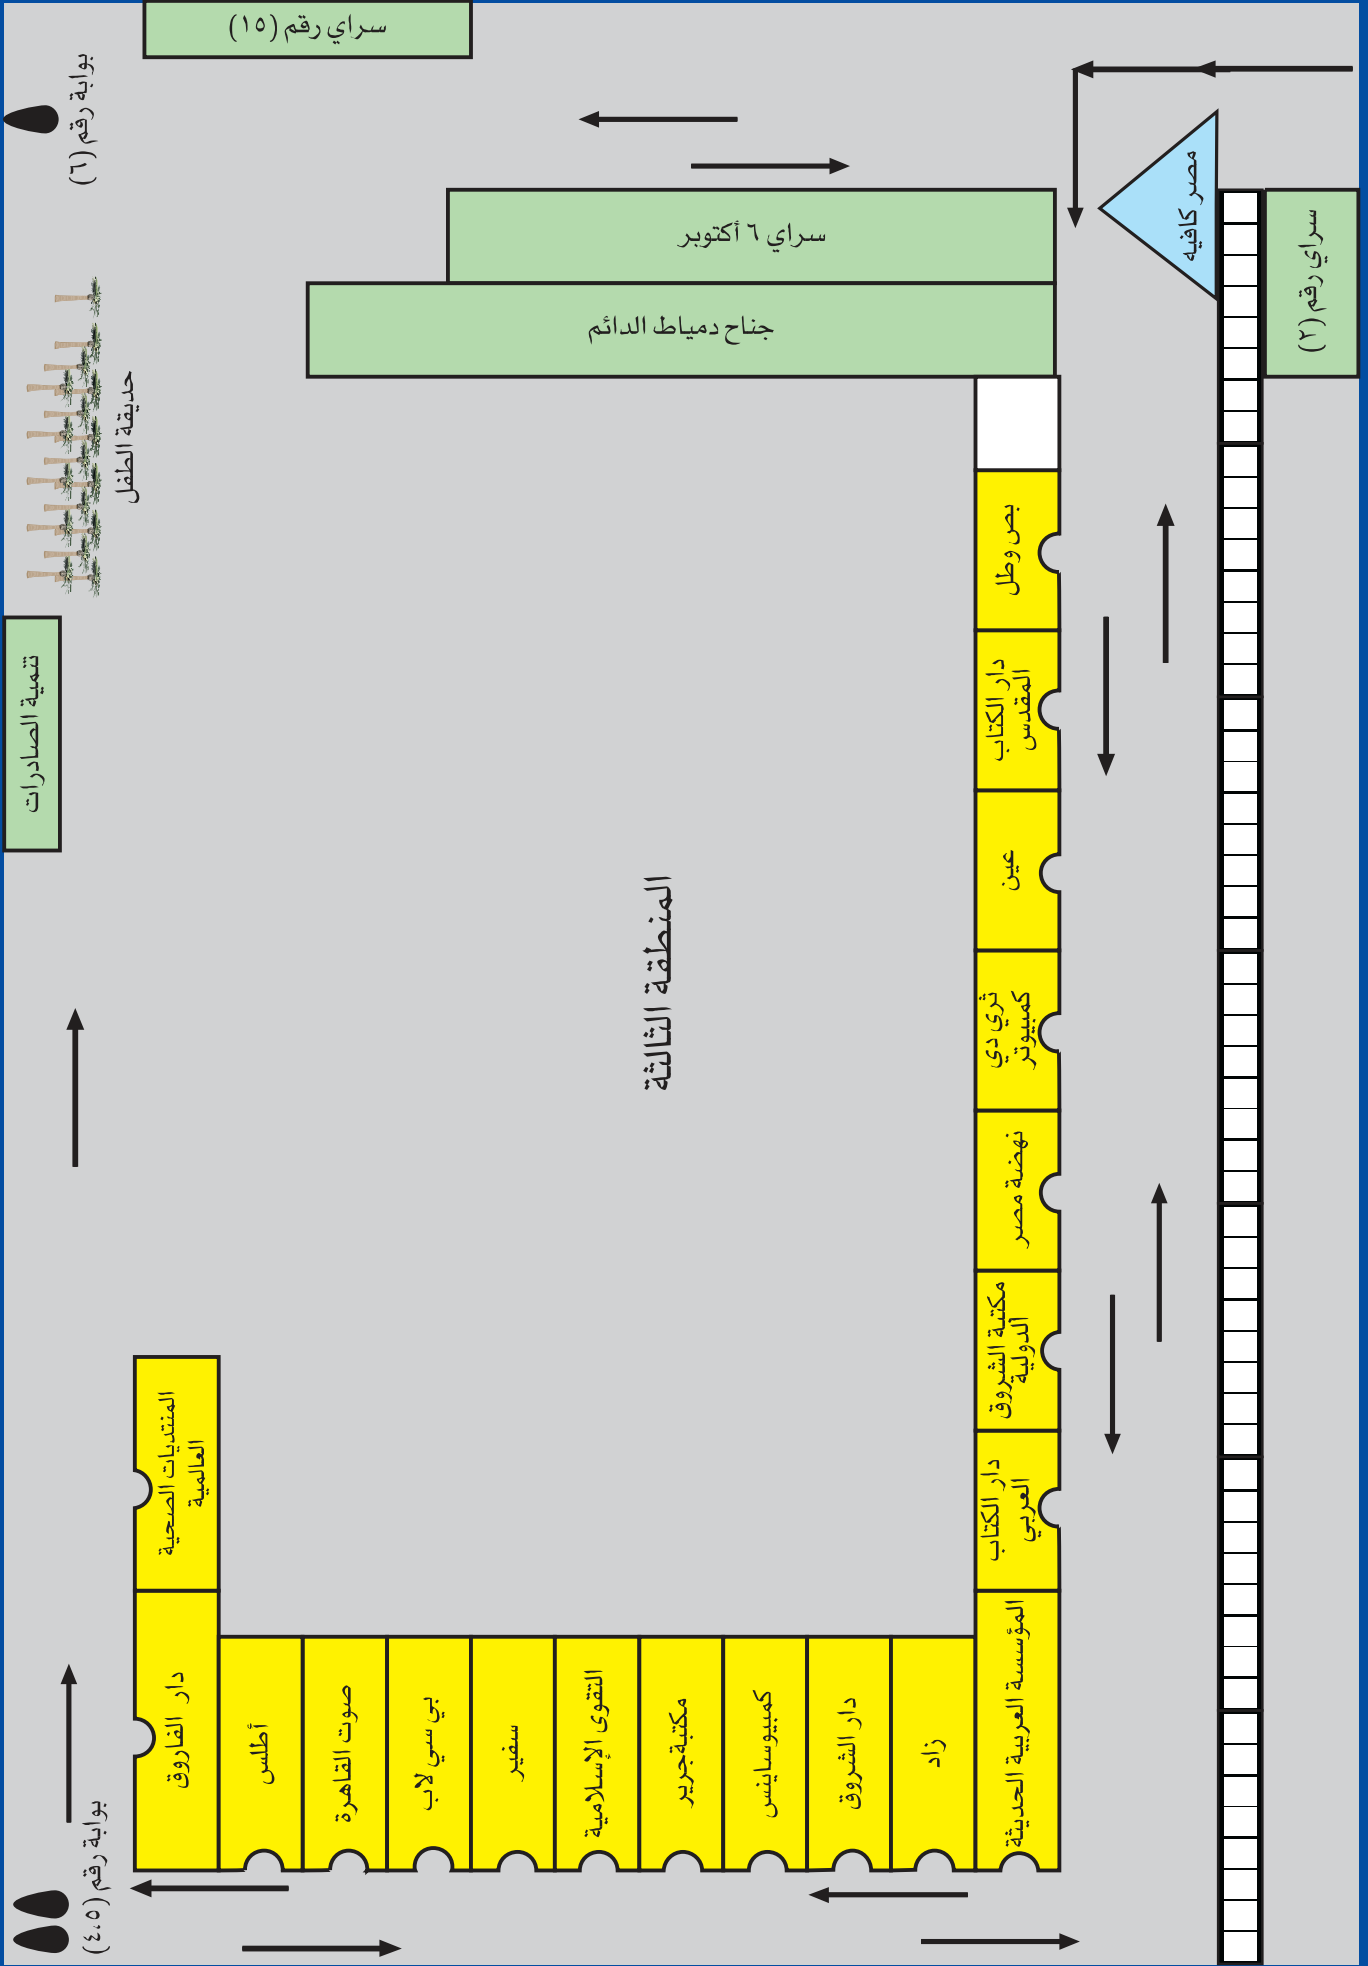 سراي رقم (١٥)
بوابة رقم (٦)
مصر كافيه
سراي رقم (٢)
سراي ٦ أكتوبر
جناح دمياط الدائم
حديقة الطفل
تنمية الصادرات
المنطقة الثالثة
بص وطل
دار الكتاب
المقدس
عين
ثري دي
كمبيوتر
نهضة مصر
مكتبة الشروق
الدولية
دار الكتاب
العربي
المؤسسة العربية الحديثة
زاد
دار الشروق
كمبيوساينس
مكتبة جرير
التقوى الإسلامية
سفير
بي سي لاب
صوت القاهرة
أطلس
دار الفاروق
المنتديات الصحية
العالمية
بوابة رقم (٤،٥)